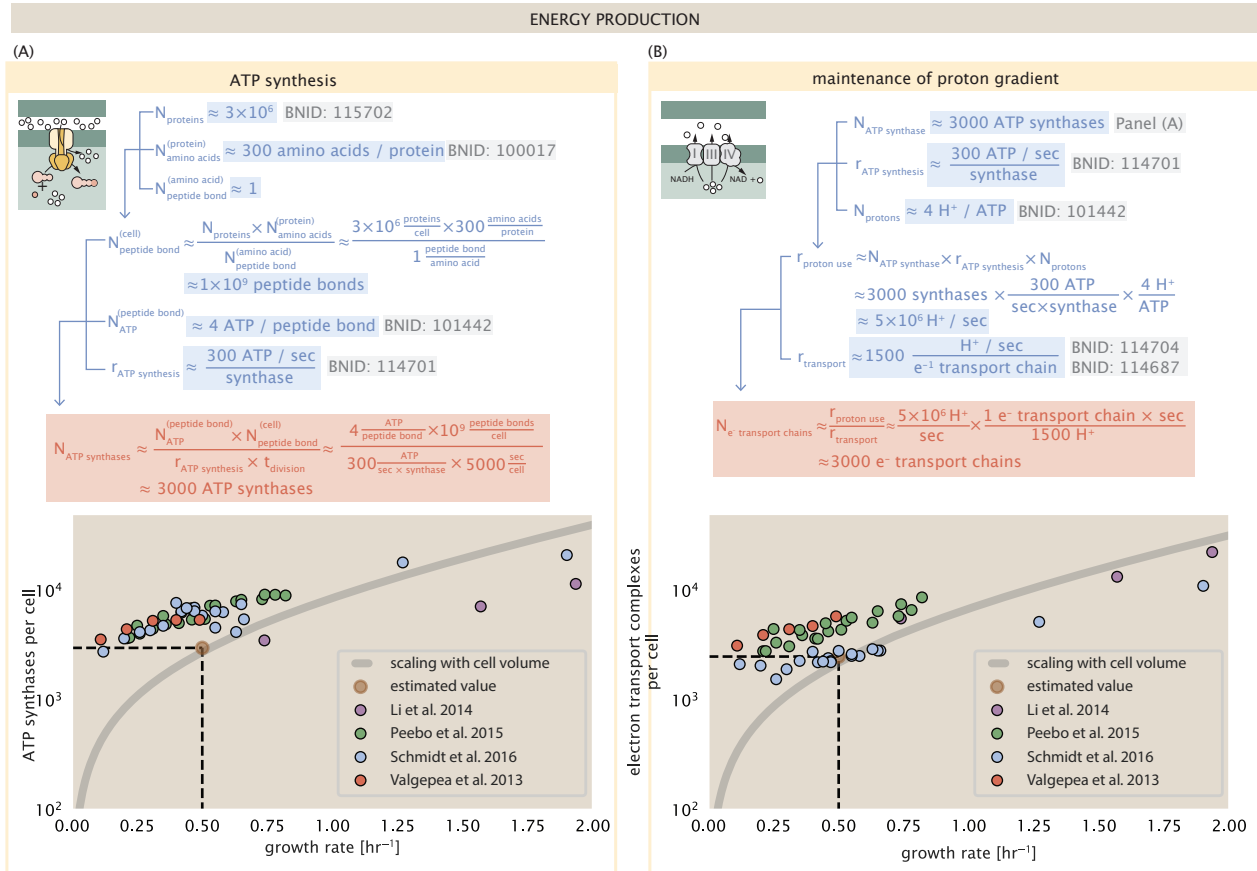 ENERGY PRODUCTION
(A)
ATP synthesis
N_proteins ≈ 3×10⁶ BNID: 115702
N_amino acids^(protein) ≈ 300 amino acids / protein BNID: 100017
N_peptide bond^(amino acid) ≈ 1
N_peptide bond^(cell) ≈ N_proteins × N_amino acids^(protein) / N_peptide bond^(amino acid) ≈ 3×10⁶ proteins/cell × 300 amino acids/protein / 1 peptide bond/amino acid
≈1×10⁹ peptide bonds
N_ATP^(peptide bond) ≈ 4 ATP / peptide bond BNID: 101442
r_ATP synthesis ≈ 300 ATP / sec / synthase BNID: 114701
N_ATP synthases ≈ N_ATP^(peptide bond) × N_peptide bond^(cell) / r_ATP synthesis × t_division ≈ 4 ATP/peptide bond ×10⁹ peptide bonds/cell / 300 ATP/sec × synthase × 5000 sec/cell
≈ 3000 ATP synthases
ATP synthases per cell
10⁴
10³
10²
scaling with cell volume
estimated value
Li et al. 2014
Peebo et al. 2015
Schmidt et al. 2016
Valgepea et al. 2013
0.00 0.25 0.50 0.75 1.00 1.25 1.50 1.75 2.00
growth rate [hr⁻¹]
(B)
maintenance of proton gradient
I III IV
NADH
NAD +
N_ATP synthase ≈ 3000 ATP synthases Panel (A)
r_ATP synthesis ≈ 300 ATP / sec / synthase BNID: 114701
N_protons ≈ 4 H⁺ / ATP BNID: 101442
r_proton use ≈ N_ATP synthase × r_ATP synthesis × N_protons
≈3000 synthases × 300 ATP / sec×synthase × 4 H⁺ / ATP
≈ 5×10⁶ H⁺ / sec
r_transport ≈ 1500 H⁺ / sec / e⁻¹ transport chain BNID: 114704
BNID: 114687
N_e⁻ transport chains ≈ r_proton use / r_transport ≈ 5×10⁶ H⁺ / sec × 1 e⁻ transport chain × sec / 1500 H⁺
≈3000 e⁻ transport chains
electron transport complexes
per cell
10⁴
10³
10²
scaling with cell volume
estimated value
Li et al. 2014
Peebo et al. 2015
Schmidt et al. 2016
Valgepea et al. 2013
0.00 0.25 0.50 0.75 1.00 1.25 1.50 1.75 2.00
growth rate [hr⁻¹]